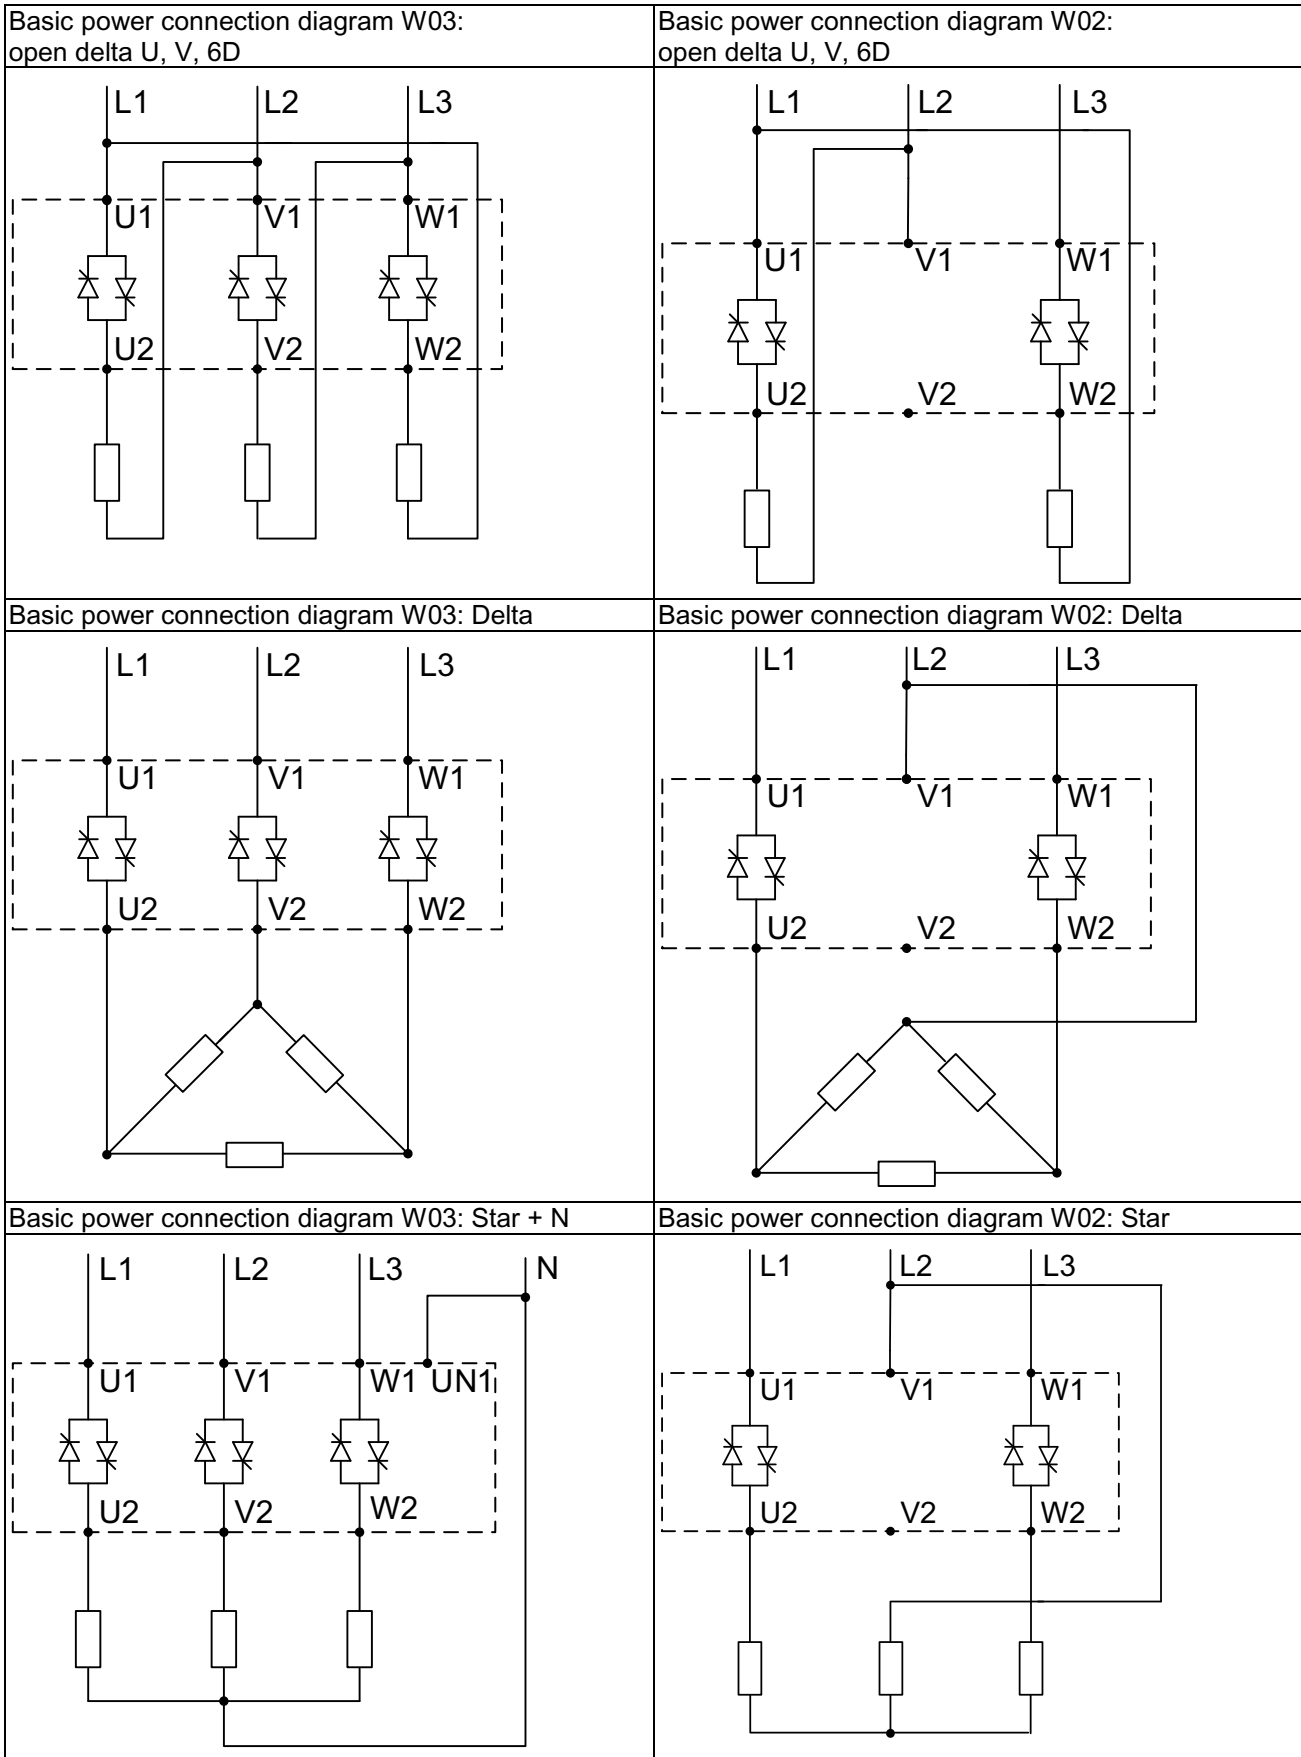 Basic power connection diagram W03:
open delta U, V, 6D
L1 L2 L3
U1 V1 W1
U2 V2 W2
Basic power connection diagram W02:
open delta U, V, 6D
L1 L2 L3
U1 V1 W1
U2 V2 W2
Basic power connection diagram W03: Delta
L1 L2 L3
U1 V1 W1
U2 V2 W2
Basic power connection diagram W02: Delta
L1 L2 L3
U1 V1 W1
U2 V2 W2
Basic power connection diagram W03: Star + N
L1 L2 L3 N
U1 V1 W1 UN1
U2 V2 W2
Basic power connection diagram W02: Star
L1 L2 L3
U1 V1 W1
U2 V2 W2